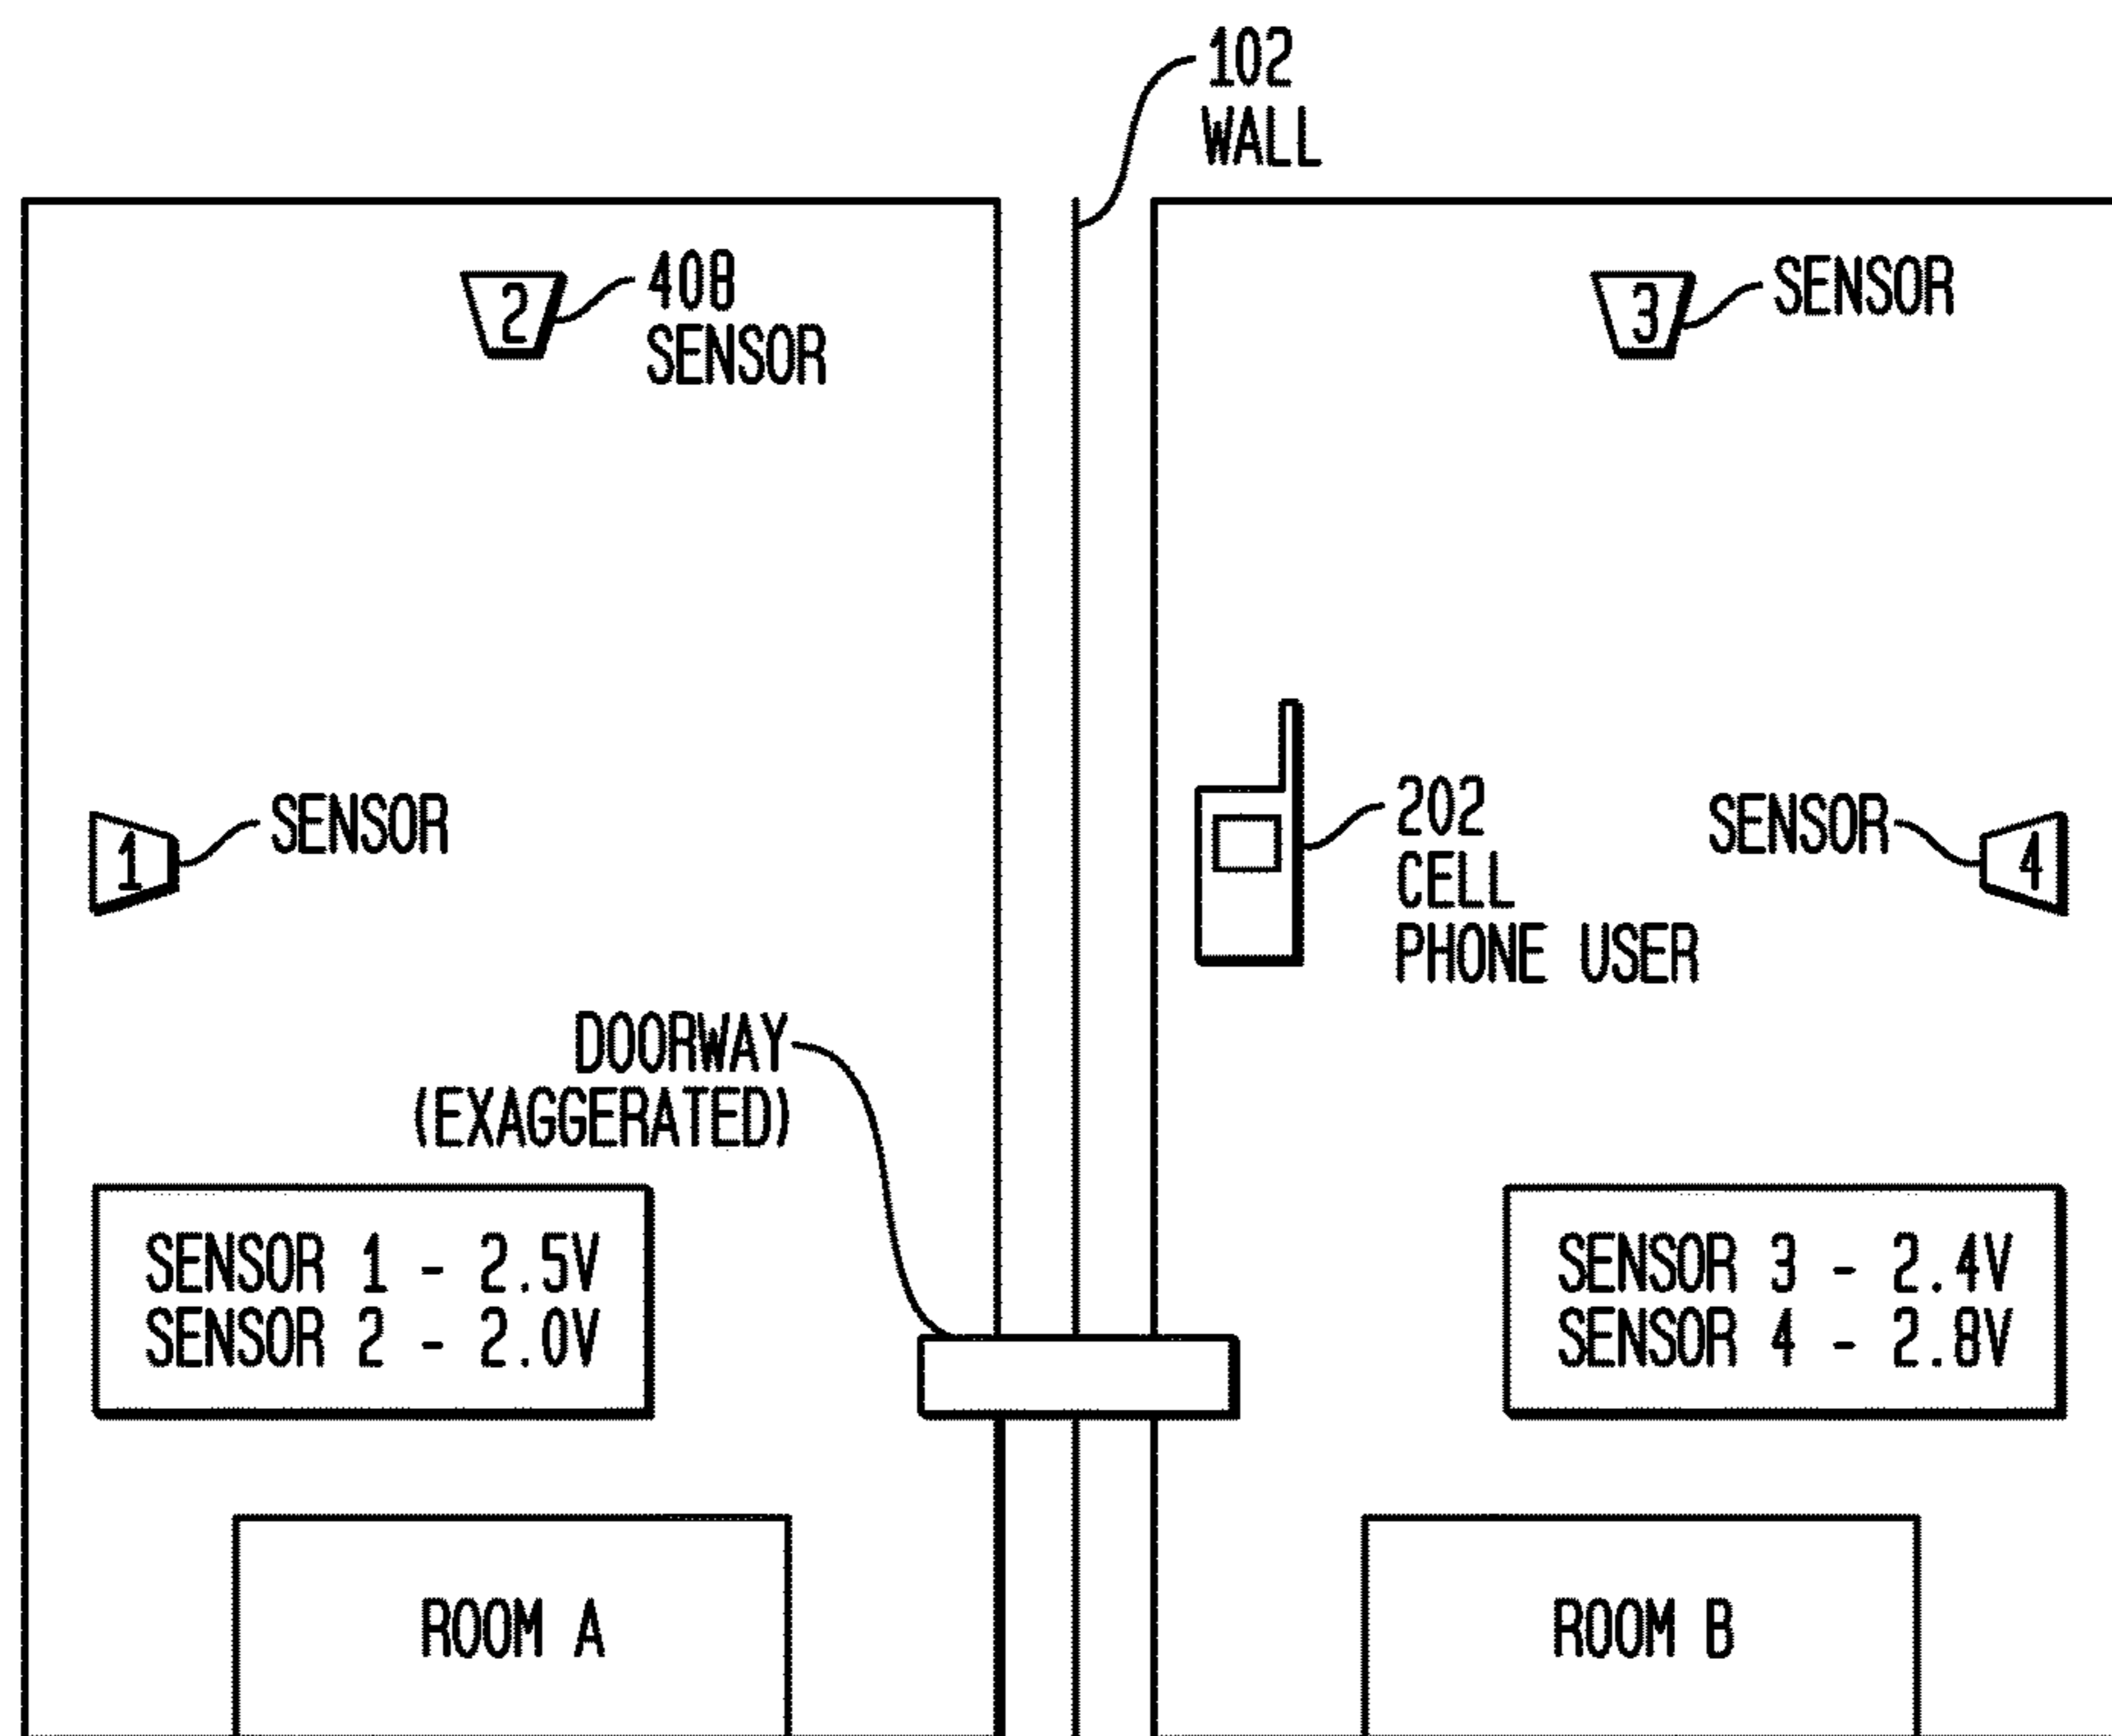 102
WALL
2
408
SENSOR
3
SENSOR
1
SENSOR
202
CELL
PHONE USER
SENSOR
4
DOORWAY
(EXAGGERATED)
SENSOR 1 - 2.5V
SENSOR 2 - 2.0V
SENSOR 3 - 2.4V
SENSOR 4 - 2.8V
ROOM A
ROOM B